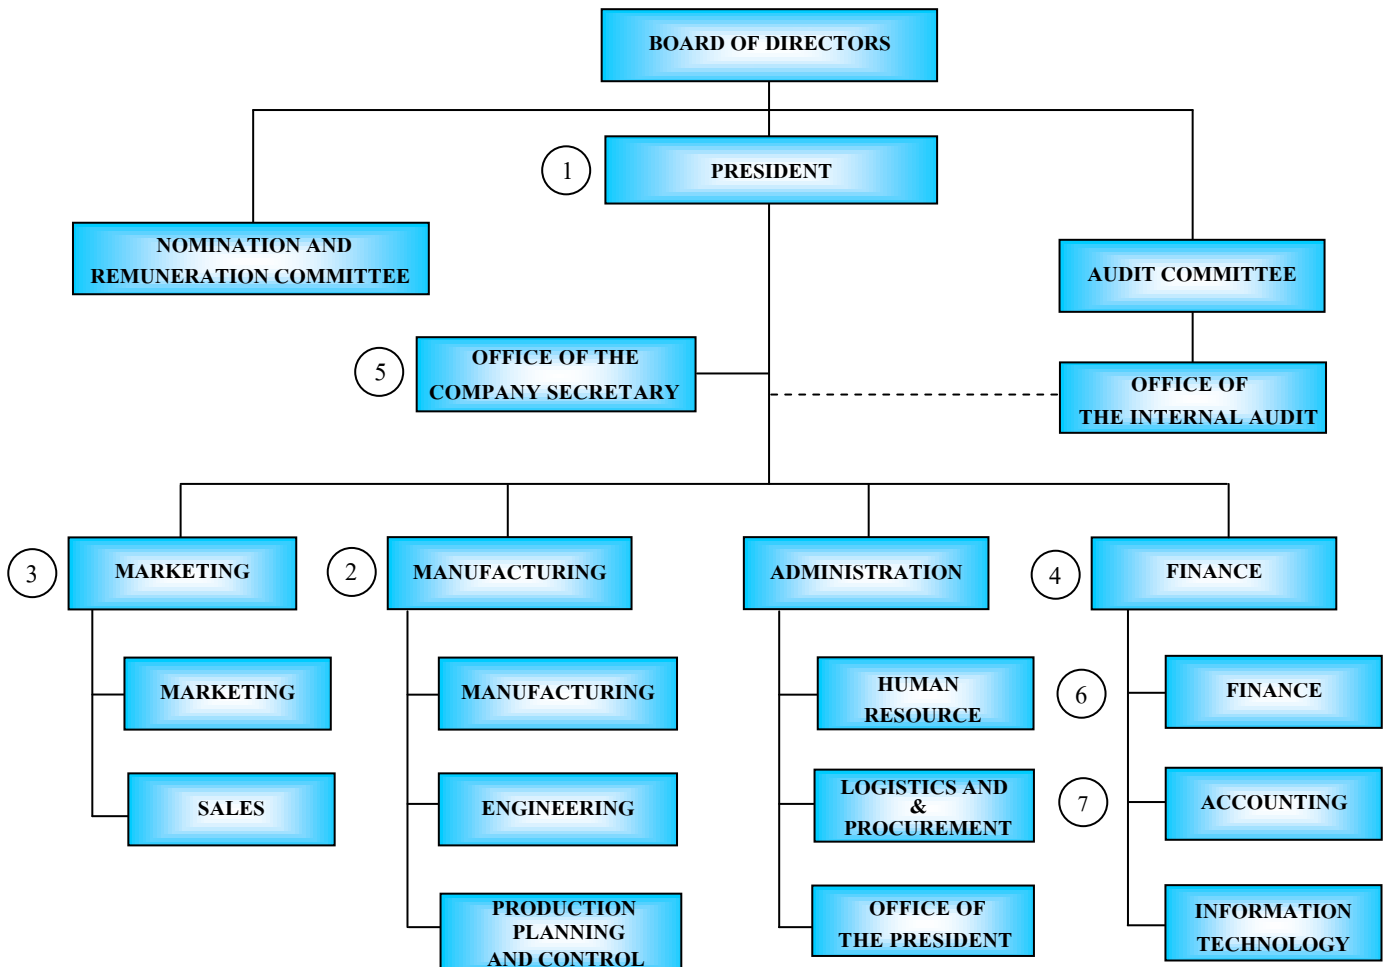 BOARD OF DIRECTORS
1
PRESIDENT
NOMINATION AND
REMUNERATION COMMITTEE
AUDIT COMMITTEE
5
OFFICE OF THE
COMPANY SECRETARY
OFFICE OF
THE INTERNAL AUDIT
3
MARKETING
2
MANUFACTURING
ADMINISTRATION
4
FINANCE
MARKETING
MANUFACTURING
HUMAN
RESOURCE
6
FINANCE
SALES
ENGINEERING
LOGISTICS AND
&
PROCUREMENT
7
ACCOUNTING
PRODUCTION
PLANNING
AND CONTROL
OFFICE OF
THE PRESIDENT
INFORMATION
TECHNOLOGY